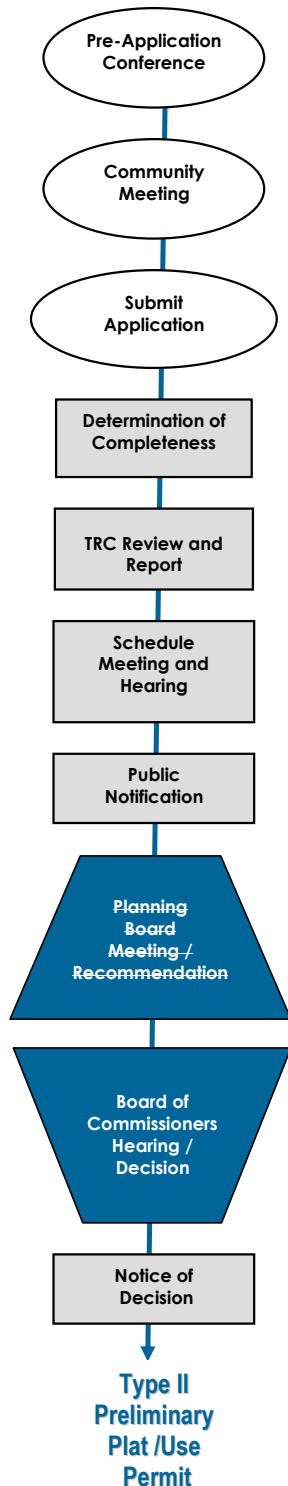 Pre-Application
Conference
Community
Meeting
Submit
Application
Determination of
Completeness
TRC Review and
Report
Schedule
Meeting and
Hearing
Public
Notification
Planning
Board
Meeting /
Recommendation
Board of
Commissioners
Hearing /
Decision
Notice of
Decision
Type II
Preliminary
Plat /Use
Permit